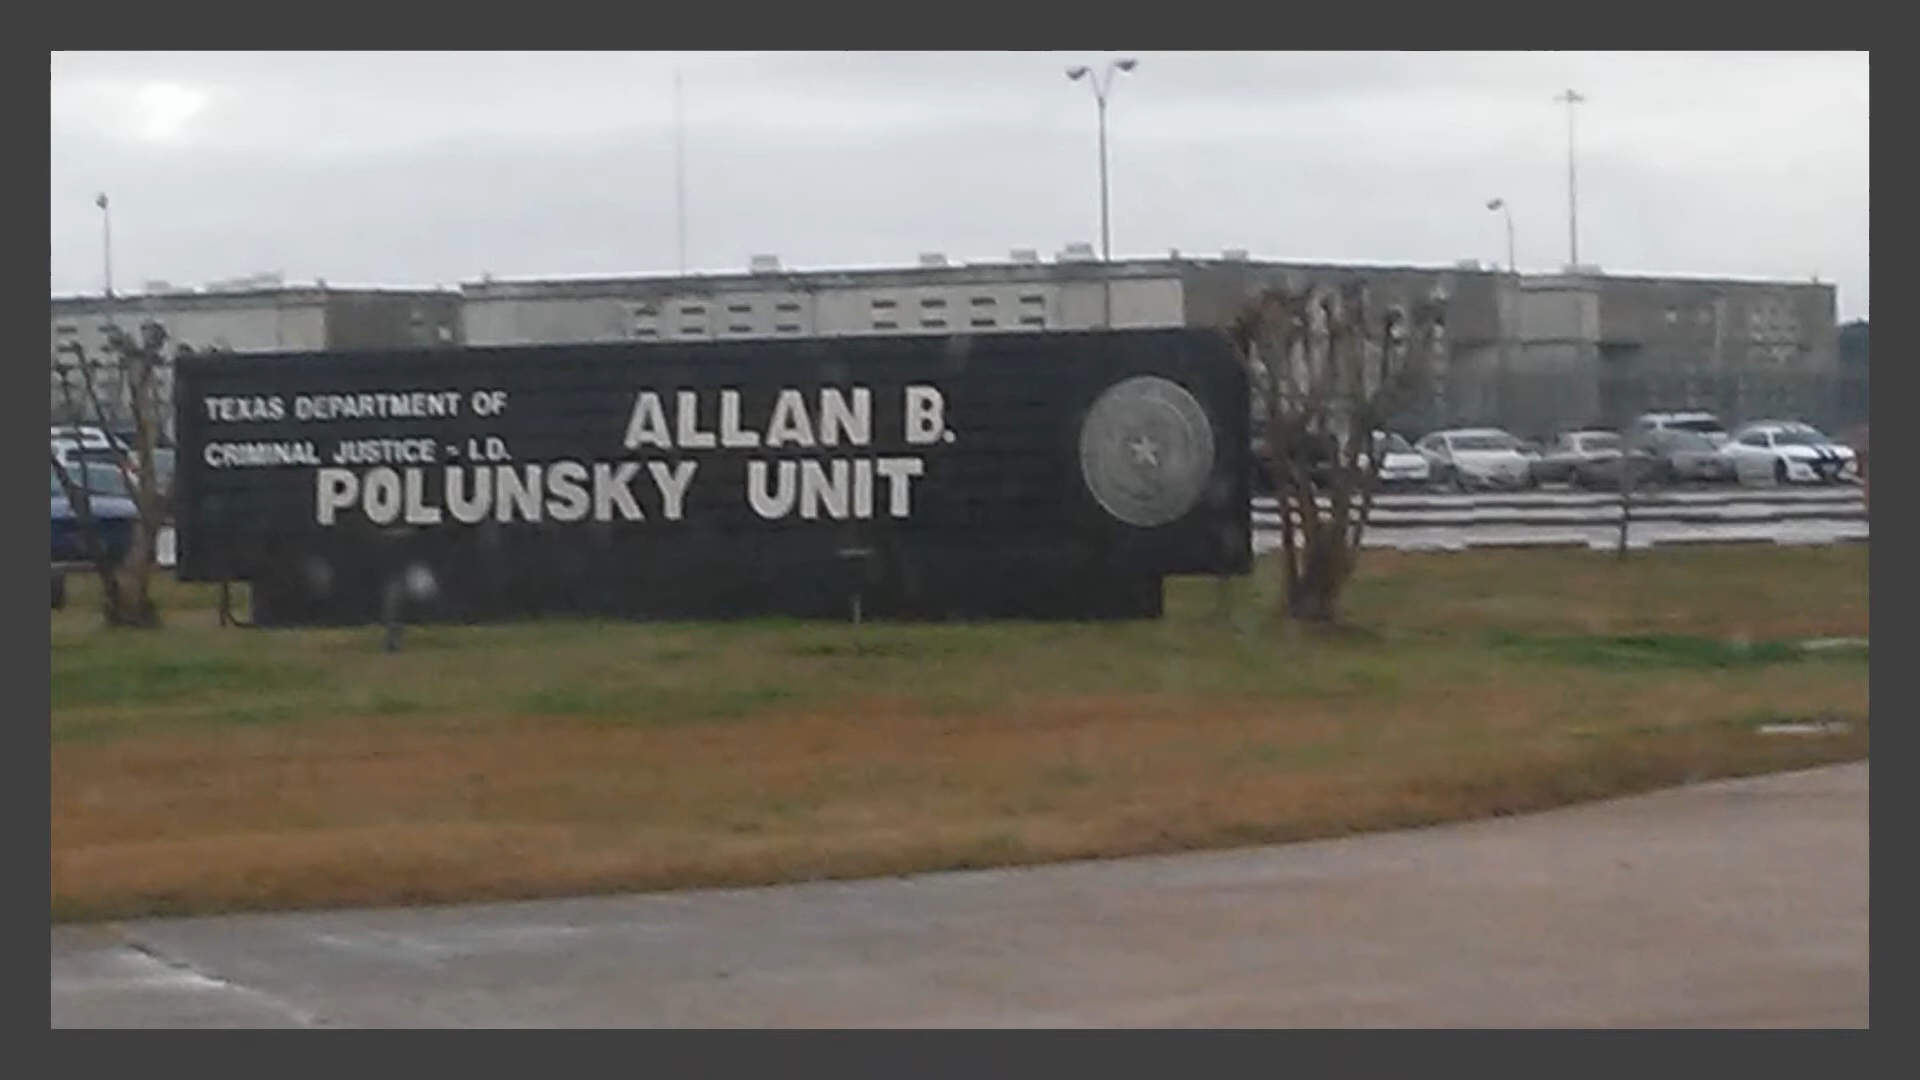 TEXAS DEPARTMENT OF
CRIMINAL JUSTICE - I.D.
ALLAN B.
POLUNSKY UNIT